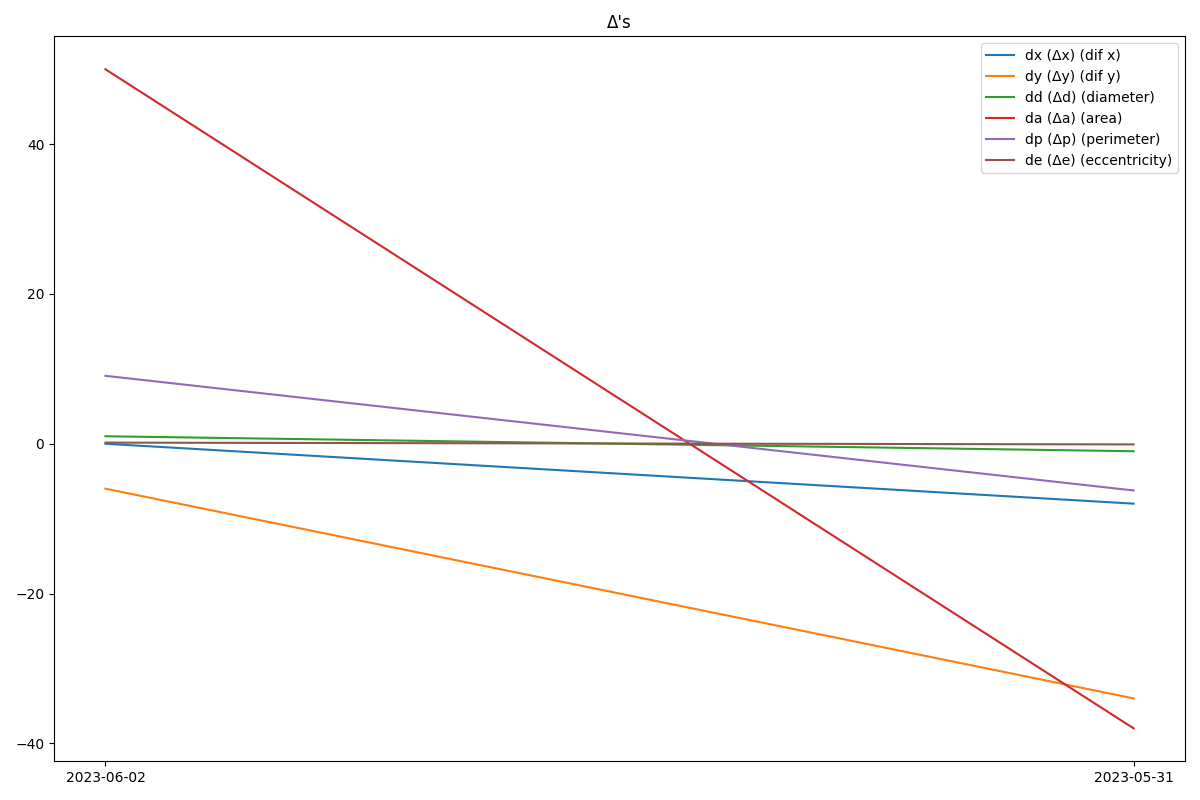 Δ's
dx (Δx) (dif x)
dy (Δy) (dif y)
dd (Δd) (diameter)
da (Δa) (area)
dp (Δp) (perimeter)
de (Δe) (eccentricity)
40
20
0
−20
−40
2023-06-02
2023-05-31